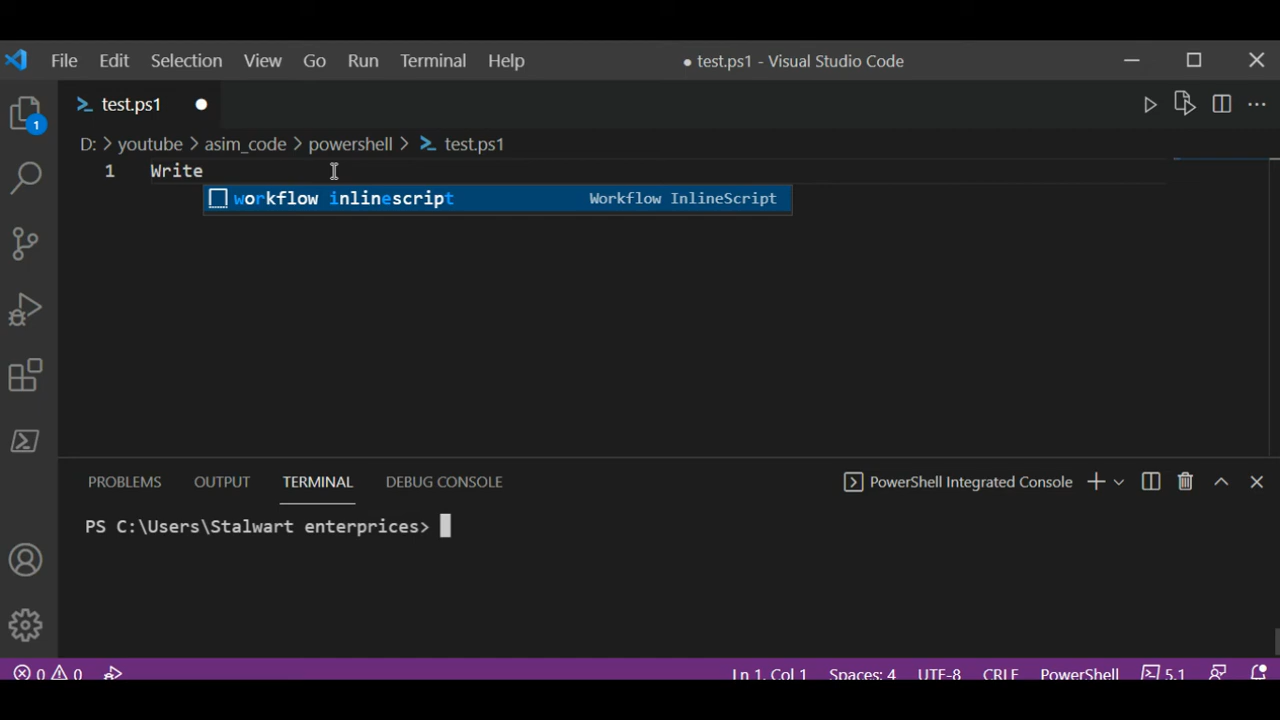 File Edit Selection View Go Run Terminal Help ● test.ps1 - Visual Studio Code
test.ps1
D: > youtube > asim_code > powershell > test.ps1
1 Write
workflow inlinescript Workflow InlineScript
1
PROBLEMS OUTPUT TERMINAL DEBUG CONSOLE PowerShell Integrated Console
PS C:\Users\Stalwart enterprices>
0 0 Ln 1, Col 1 Spaces: 4 UTF-8 CRLF PowerShell 5.1